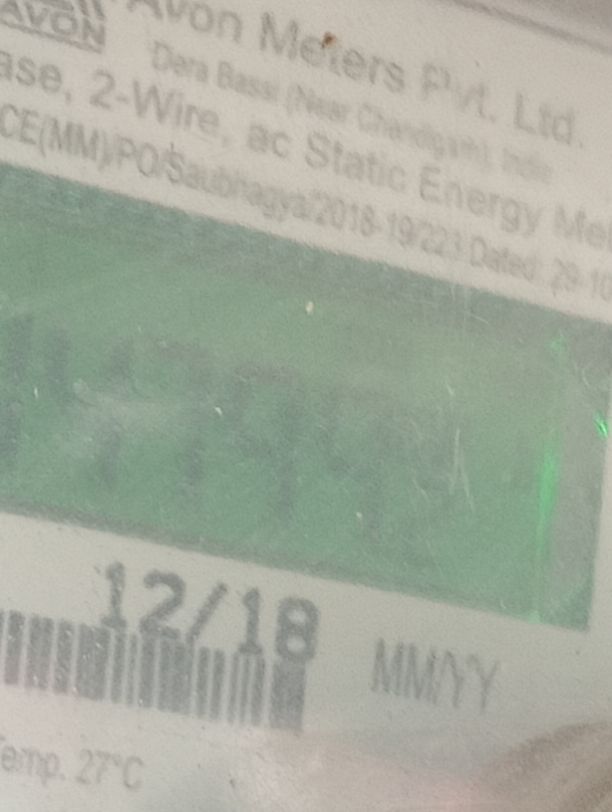 AVON
Avon Meters Pvt. Ltd.
Dera Bassi (Near Chandigarh), India
ase, 2-Wire, ac Static Energy Me
CE(MM)/PO/Saubhagya/2018-19/223 Dated: 29-10
12/18
MM/YY
Temp. 27°C